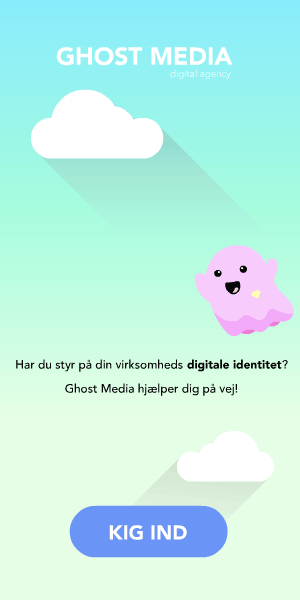 GHOST MEDIA
digital agency
Har du styr på din virksomheds digitale identitet?
Ghost Media hjælper dig på vej!
KIG IND